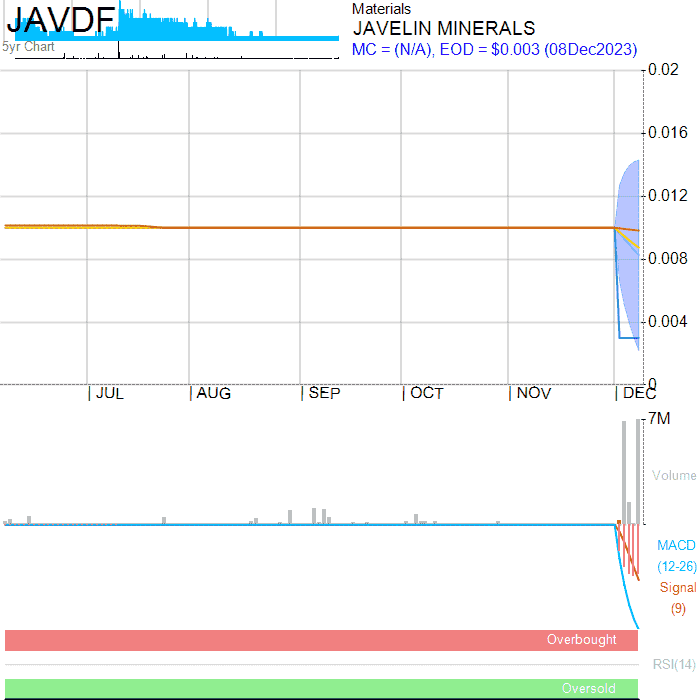 JAVDF
5yr Chart
Materials
JAVELIN MINERALS
MC = (N/A), EOD = $0.003 (08Dec2023)
0.02
0.016
0.012
0.008
0.004
0
JUL AUG SEP OCT NOV DEC
7M
Volume
MACD
(12-26)
Signal
(9)
Overbought
RSI(14)
Oversold